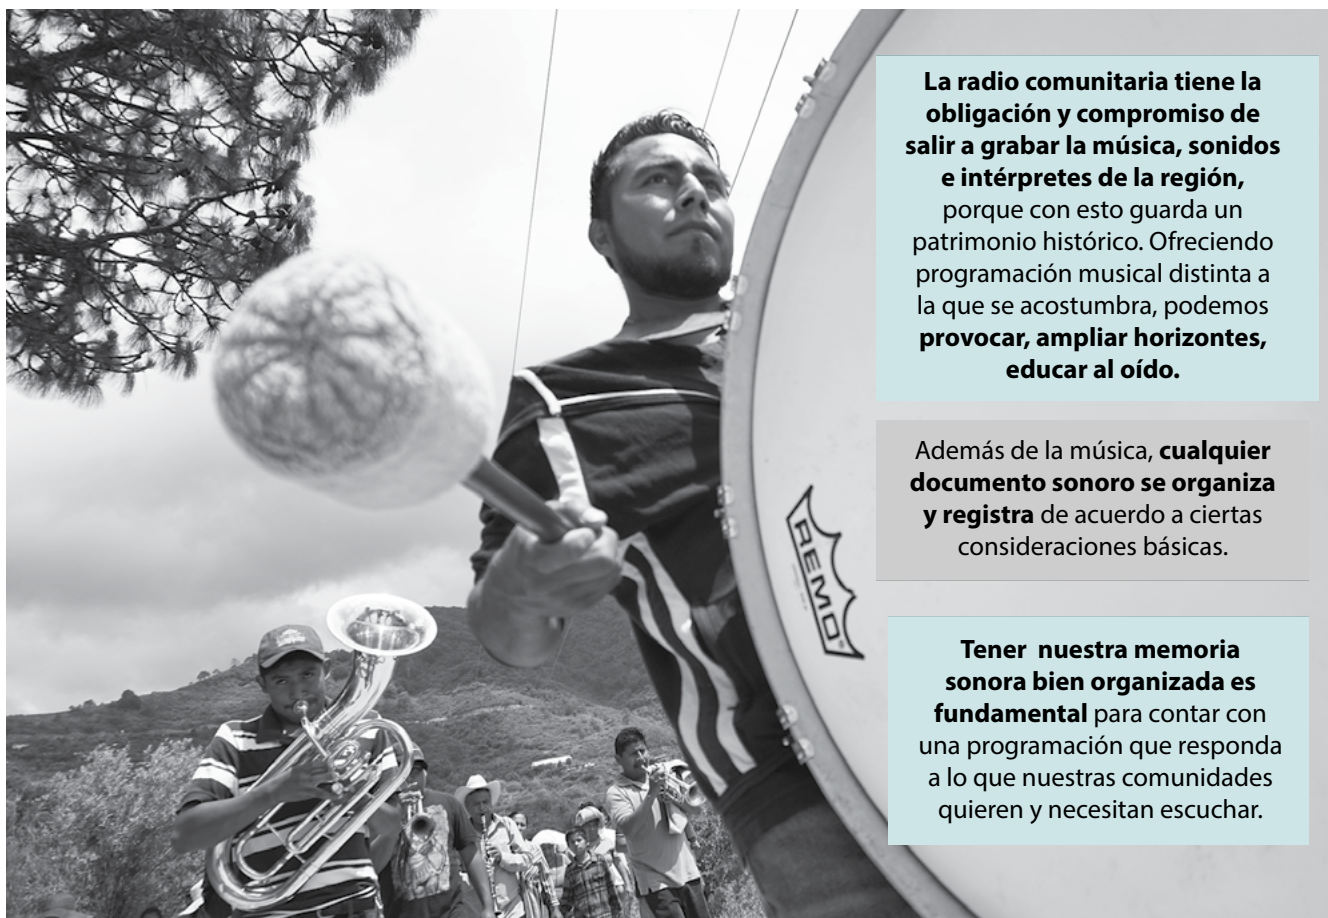 La radio comunitaria tiene la
obligación y compromiso de
salir a grabar la música, sonidos
e intérpretes de la región,
porque con esto guarda un
patrimonio histórico. Ofreciendo
programación musical distinta a
la que se acostumbra, podemos
provocar, ampliar horizontes,
educar al oído.
Además de la música, cualquier
documento sonoro se organiza
y registra de acuerdo a ciertas
consideraciones básicas.
REMO
Tener  nuestra memoria
sonora bien organizada es
fundamental para contar con
una programación que responda
a lo que nuestras comunidades
quieren y necesitan escuchar.